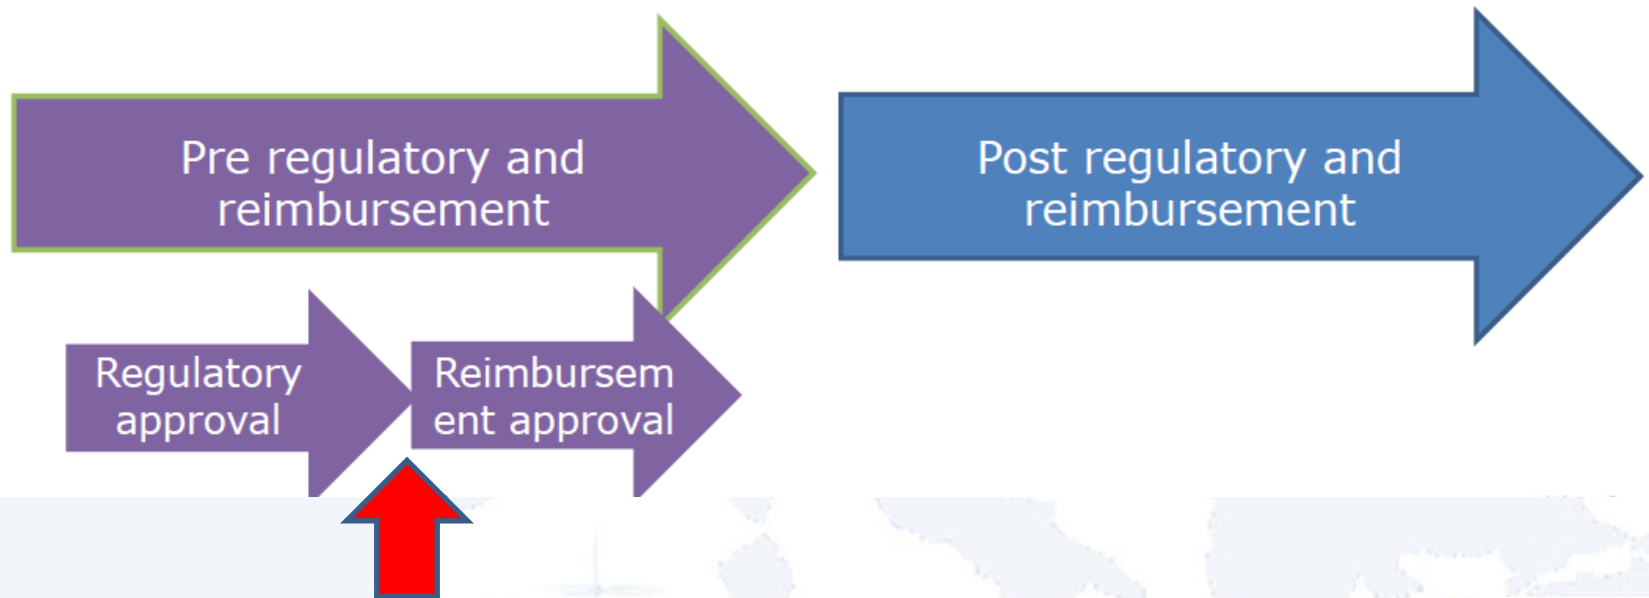 Pre regulatory and
reimbursement
Post regulatory and
reimbursement
Regulatory
approval
Reimbursem
ent approval